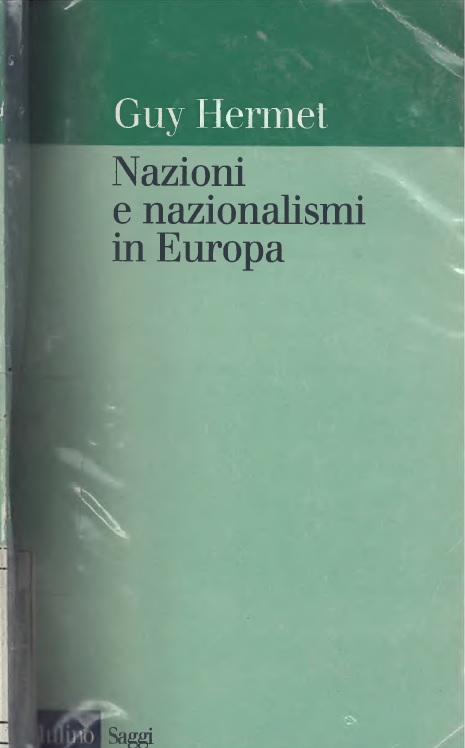 Guy Hermet
Nazioni
e nazionalismi
in Europa
Saggi